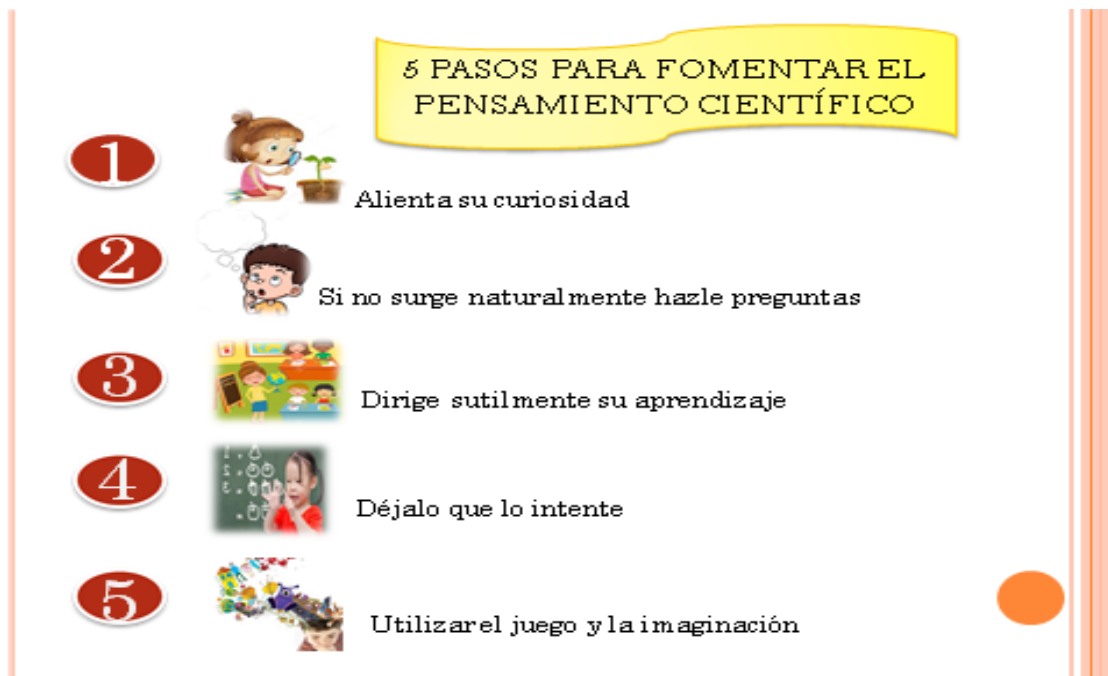 5 PASOS PARA FOMENTAR EL
PENSAMIENTO CIENTÍFICO
1
Alienta su curiosidad
2
Si no surge naturalmente hazle preguntas
3
Dirige sutilmente su aprendizaje
4
Déjalo que lo intente
5
Utilizar el juego y la imaginación